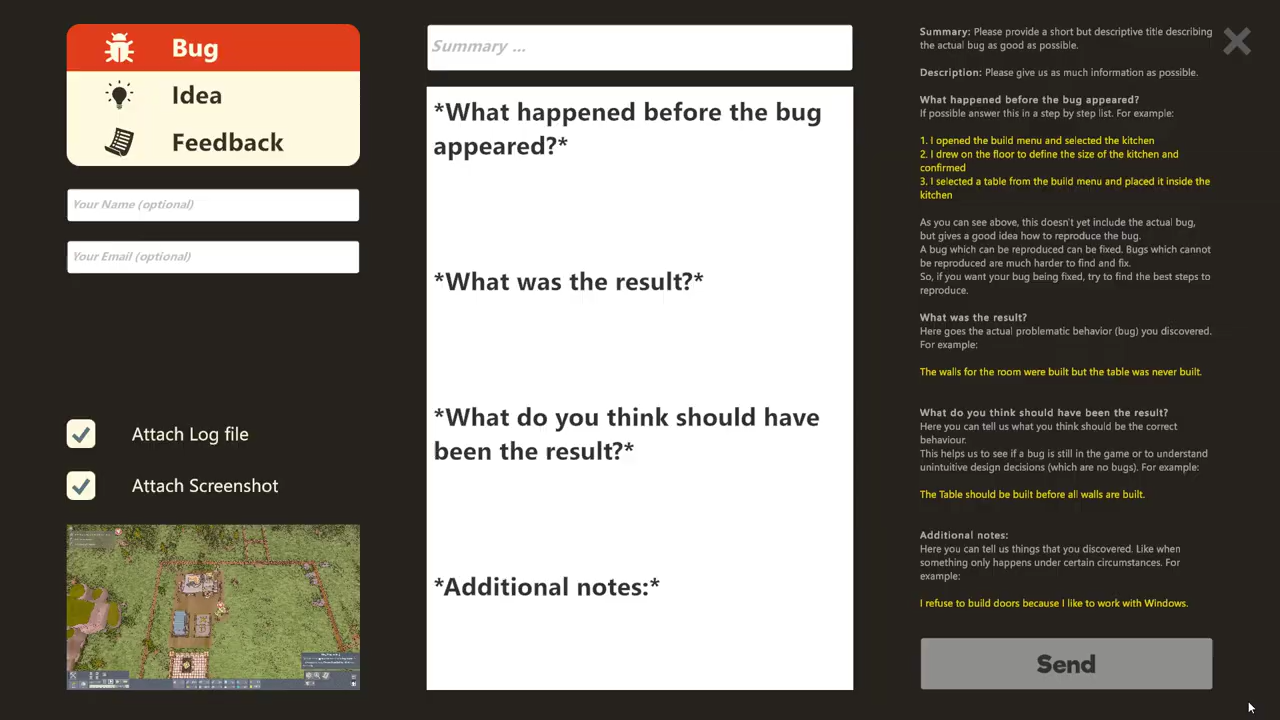 Bug
Idea
Feedback
Your Name (optional)
Your Email (optional)
Attach Log file
Attach Screenshot
Summary ...
*What happened before the bug
appeared?*
*What was the result?*
*What do you think should have
been the result?*
*Additional notes:*
Summary: Please provide a short but descriptive title describing
the actual bug as good as possible.
Description: Please give us as much information as possible.
What happened before the bug appeared?
If possible answer this in a step by step list. For example:
1. I opened the build menu and selected the kitchen
2. I drew on the floor to define the size of the kitchen and
confirmed
3. I selected a table from the build menu and placed it inside the
kitchen
As you can see above, this doesn't yet include the actual bug,
but gives a good idea how to reproduce the bug.
A bug which can be reproduced can be fixed. Bugs which cannot
be reproduced are much harder to find and fix.
So, if you want your bug being fixed, try to find the best steps to
reproduce.
What was the result?
Here goes the actual problematic behavior (bug) you discovered.
For example:
The walls for the room were built but the table was never built.
What do you think should have been the result?
Here you can tell us what you think should be the correct
behaviour.
This helps us to see if a bug is still in the game or to understand
unintuitive design decisions (which are no bugs). For example:
The Table should be built before all walls are built.
Additional notes:
Here you can tell us things that you discovered. Like when
something only happens under certain circumstances. For
example:
I refuse to build doors because I like to work with Windows.
Send